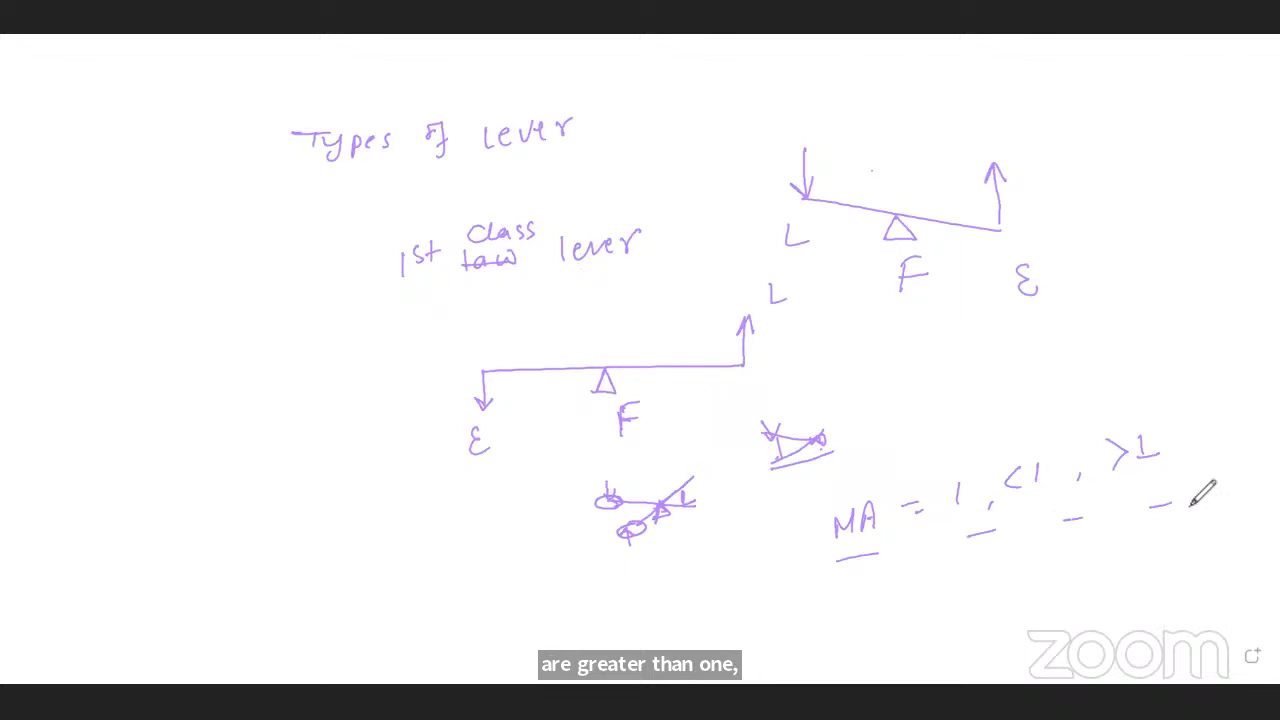 Types of lever
1st class lever
law
L
F
E
L
E
F
L
MA = 1, <1, >1
are greater than one,
zoom